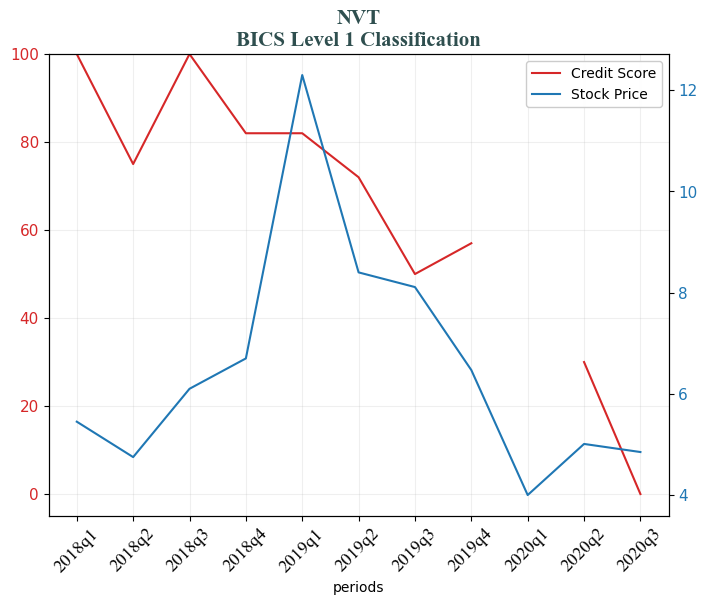 NVT
BICS Level 1 Classification
Credit Score
Stock Price
100
80
60
40
20
0
12
10
8
6
4
2018q1
2018q2
2018q3
2018q4
2019q1
2019q2
2019q3
2019q4
2020q1
2020q2
2020q3
periods